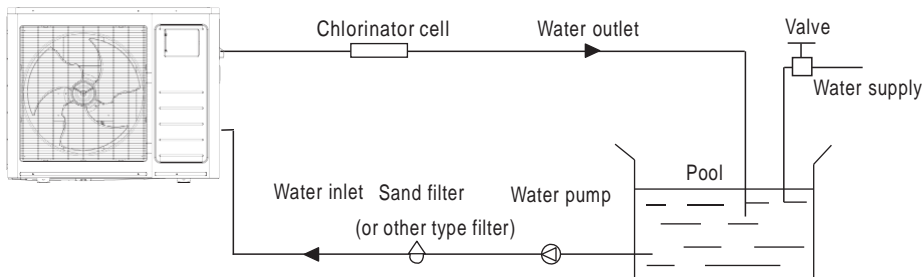 Chlorinator cell
Water outlet
Valve
Water supply
Pool
Water inlet
Sand filter
(or other type filter)
Water pump